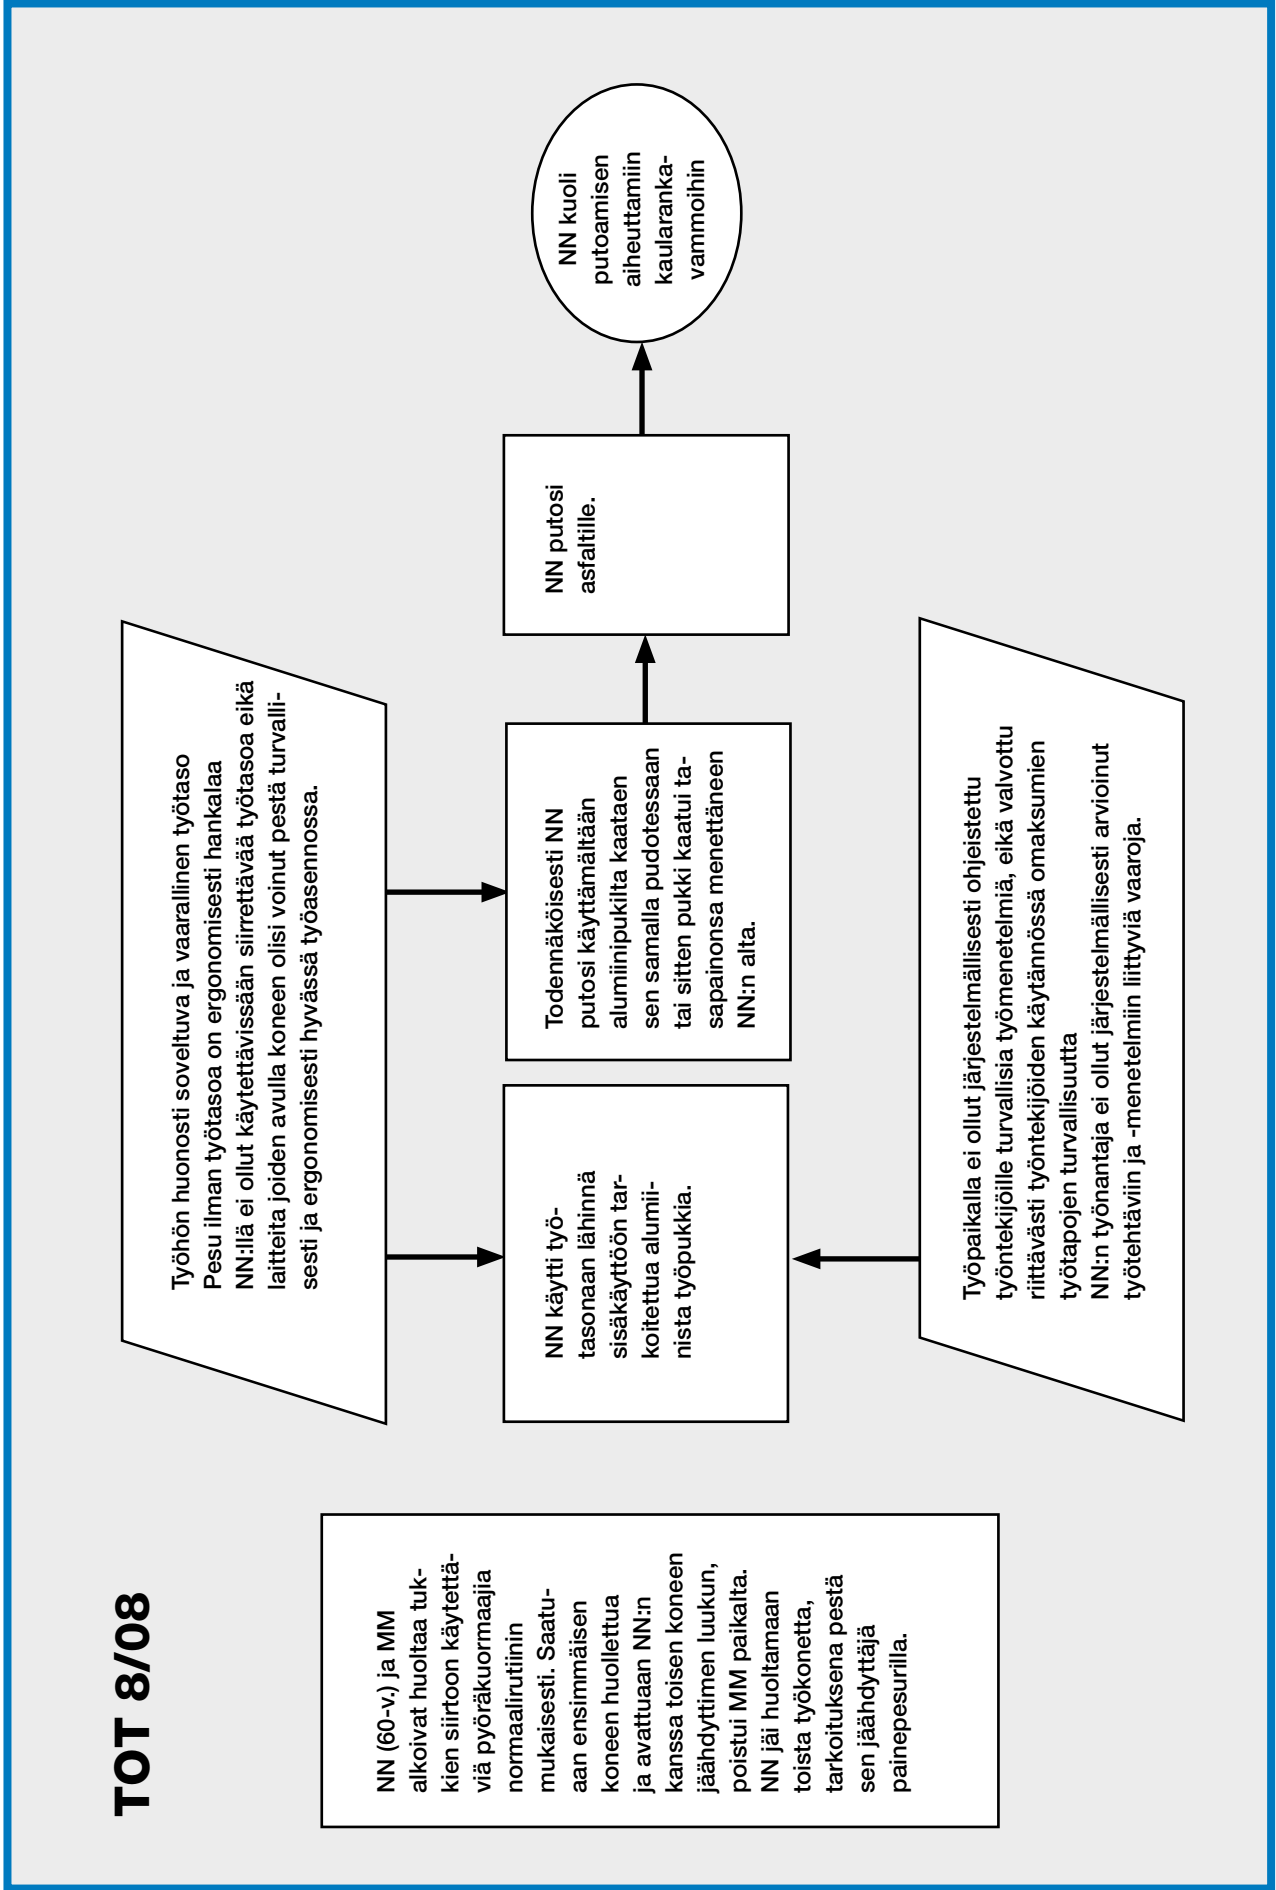 TOT 8/08
NN (60-v.) ja MM
alkoivat huoltaa tuk-
kien siirtoon käytettä-
viä pyöräkuormaajia
normaalirutiinin
mukaisesti. Saatu-
aan ensimmäisen
koneen huollettua
ja avattuaan NN:n
kanssa toisen koneen
jäähdyttimen luukun,
poistui MM paikalta.
NN jäi huoltamaan
toista työkonetta,
tarkoituksena pestä
sen jäähdyttäjä
painepesurilla.
Työhön huonosti soveltuva ja vaarallinen työtaso
Pesu ilman työtasoa on ergonomisesti hankalaa
NN:llä ei ollut käytettävissään siirrettävää työtasoa eikä
laitteita joiden avulla koneen olisi voinut pestä turvalli-
sesti ja ergonomisesti hyvässä työasennossa.
NN käytti työ-
tasonaan lähinnä
sisäkäyttöön tar-
koitettua alumii-
nista työpukkia.
Todennäköisesti NN
putosi käyttämältään
alumiinipukilta kaataen
sen samalla pudotessaan
tai sitten pukki kaatui ta-
sapainonsa menettäneen
NN:n alta.
NN putosi
asfaltille.
NN kuoli
putoamisen
aiheuttamiin
kaularanka-
vammoihin
Työpaikalla ei ollut järjestelmällisesti ohjeistettu
työntekijöille turvallisia työmenetelmiä, eikä valvottu
riittävästi työntekijöiden käytännössä omaksumien
työtapojen turvallisuutta
NN:n työnantaja ei ollut järjestelmällisesti arvioinut
työtehtäviin ja -menetelmiin liittyviä vaaroja.